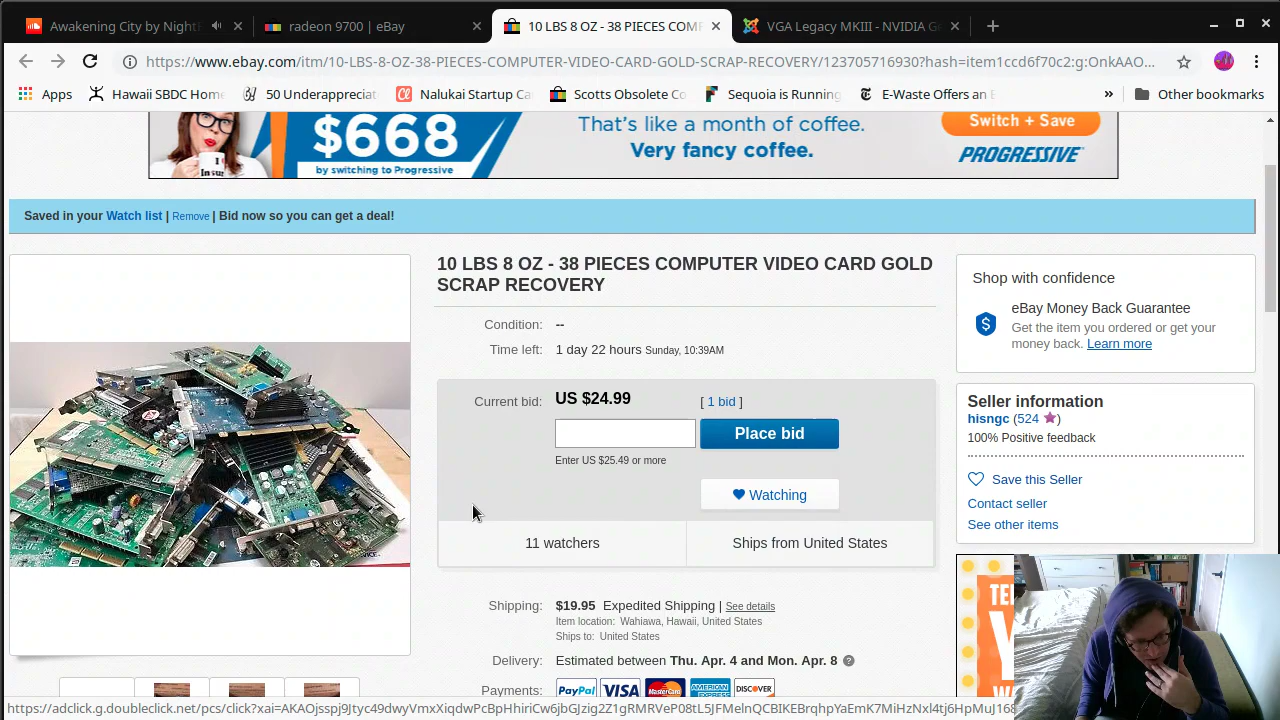 Awakening City by Night
radeon 9700 | eBay
10 LBS 8 OZ - 38 PIECES COM
VGA Legacy MKIII - NVIDIA G
https://www.ebay.com/itm/10-LBS-8-OZ-38-PIECES-COMPUTER-VIDEO-CARD-GOLD-SCRAP-RECOVERY/123705716930?hash=item1ccd6f70c2:g:OnkAAO...
Apps
Hawaii SBDC Hom
50 Underappreciat
Nalukai Startup Ca
Scotts Obsolete Co
Sequoia is Running
E-Waste Offers an E
»
Other bookmarks
$668
by switching to Progressive
That's like a month of coffee.
Very fancy coffee.
Switch + Save
PROGRESSIVE
Saved in your Watch list | Remove | Bid now so you can get a deal!
10 LBS 8 OZ - 38 PIECES COMPUTER VIDEO CARD GOLD
SCRAP RECOVERY
Condition: --
Time left: 1 day 22 hours Sunday, 10:39AM
Current bid: US $24.99 [ 1 bid ]
Place bid
Enter US $25.49 or more
Watching
11 watchers
Ships from United States
Shipping: $19.95 Expedited Shipping | See details
Item location: Wahiawa, Hawaii, United States
Ships to: United States
Delivery: Estimated between Thu. Apr. 4 and Mon. Apr. 8
Payments: PayPal VISA MasterCard AMERICAN EXPRESS DISCOVER
Shop with confidence
eBay Money Back Guarantee
Get the item you ordered or get your
money back. Learn more
Seller information
hisngc (524 )
100% Positive feedback
Save this Seller
Contact seller
See other items